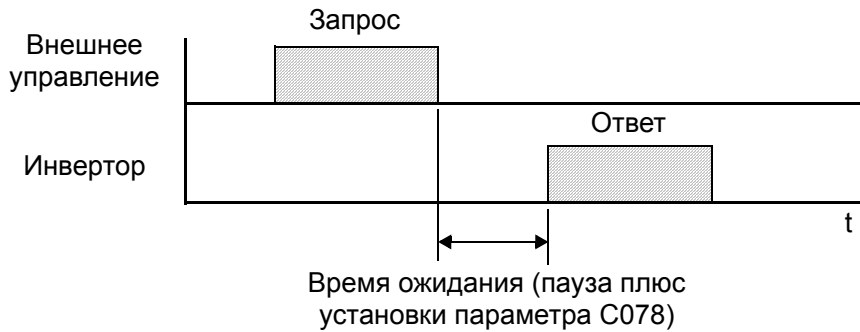 Запрос
Внешнее
управление
Ответ
Инвертор
t
Время ожидания (пауза плюс
установки параметра C078)